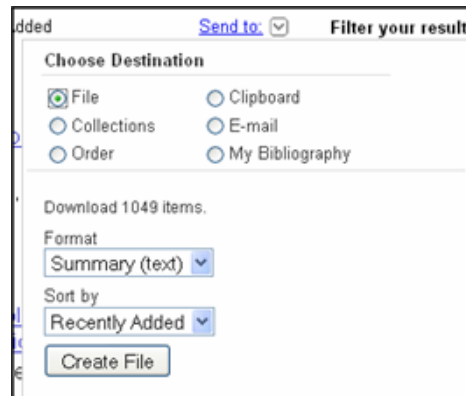 dded Send to: Filter your result
Choose Destination
File Clipboard
Collections E-mail
Order My Bibliography
Download 1049 items.
Format
Summary (text)
Sort by
Recently Added
Create File